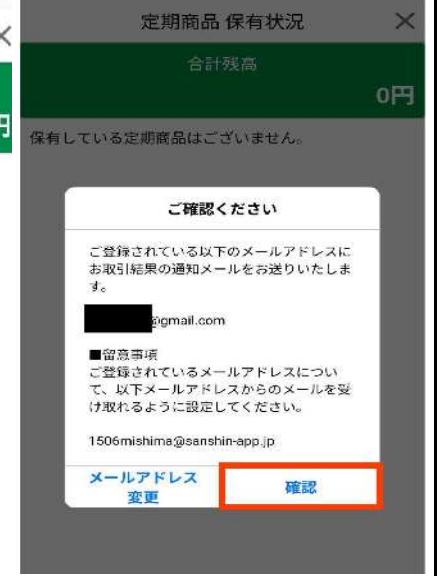 定期商品 保有状況
合計残高
0円
円
保有している定期商品はございません。
ご確認ください
ご登録されている以下のメールアドレスに
お取引結果の通知メールをお送りいたしま
す。
@gmail.com
■留意事項
ご登録されているメールアドレスについ
て、以下メールアドレスからのメールを受
け取れるように設定してください。
1506mishima@sanshin-app.jp
メールアドレス
変更
確認